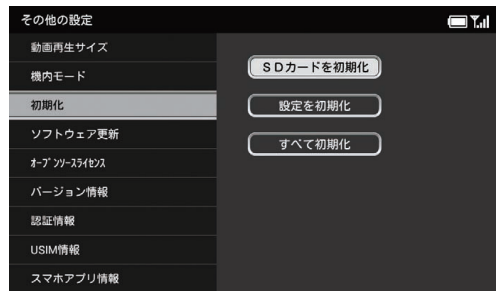 その他の設定
動画再生サイズ
機内モード
初期化
ソフトウェア更新
ｵｰﾌﾟﾝｿｰｽﾗｲｾﾝｽ
バージョン情報
認証情報
USIM情報
スマホアプリ情報
ＳＤカードを初期化
設定を初期化
すべて初期化